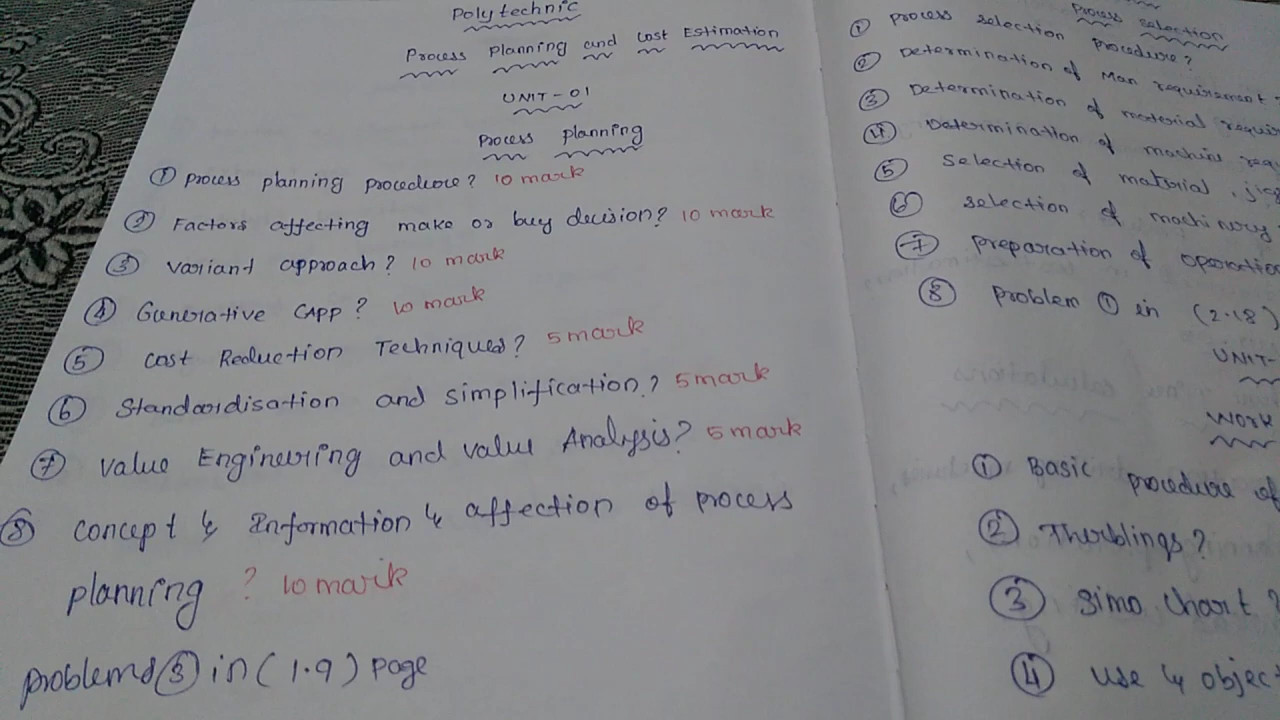 Polytechnic
Process planning and cost Estimation
UNIT-01
Process planning
① process planning procedure? 10 mark
② Factors affecting make or buy decision? 10 mark
③ variant approach? 10 mark
④ Generative CAPP? 10 mark
⑤ cost Reduction Techniques? 5 mark
⑥ Standardisation and simplification? 5 mark
⑦ value Engineering and value Analysis? 5 mark
⑧ concept & Information & affection of process
planning ? 10 mark
problems ③ in (1.9) page
Process selection
① process selection procedure?
② Determination of Man requirement
③ Determination of material
④ Determination of machine
⑤ selection of material,
⑥ selection of machinery
⑦ preparation of
⑧ problem ① in (2.18)
UNIT-
WORK
① Basic procedure of
② Therblings?
③ simo chart?
④ use &